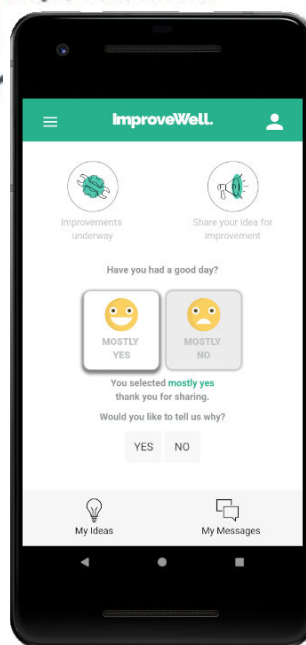 ImproveWell.
Improvements
underway
Share your idea for
improvement
Have you had a good day?
MOSTLY
YES
MOSTLY
NO
You selected mostly yes
thank you for sharing.
Would you like to tell us why?
YES
NO
My Ideas
My Messages